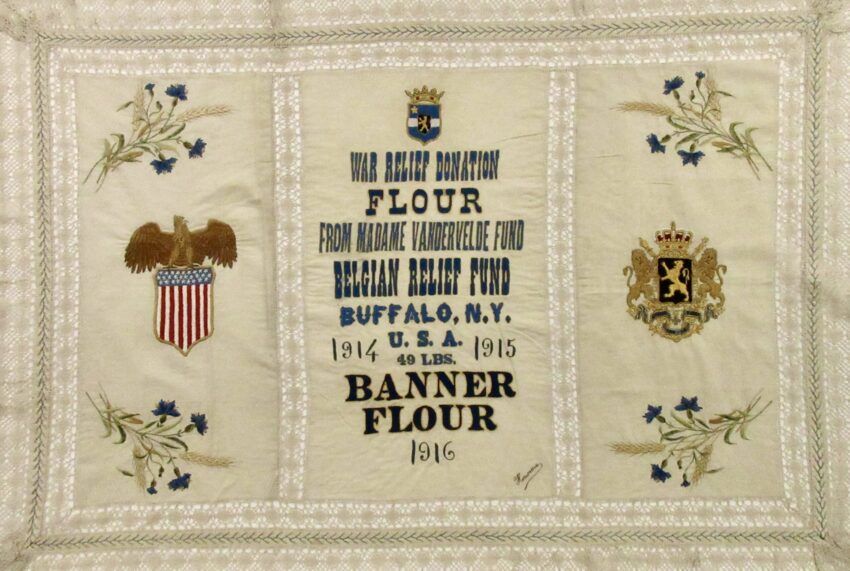 WAR RELIEF DONATION
FLOUR
FROM MADAME VANDERVELDE FUND
BELGIAN RELIEF FUND
BUFFALO, N.Y.
U.S.A.
1914 49 LBS. 1915
BANNER
FLOUR
1916